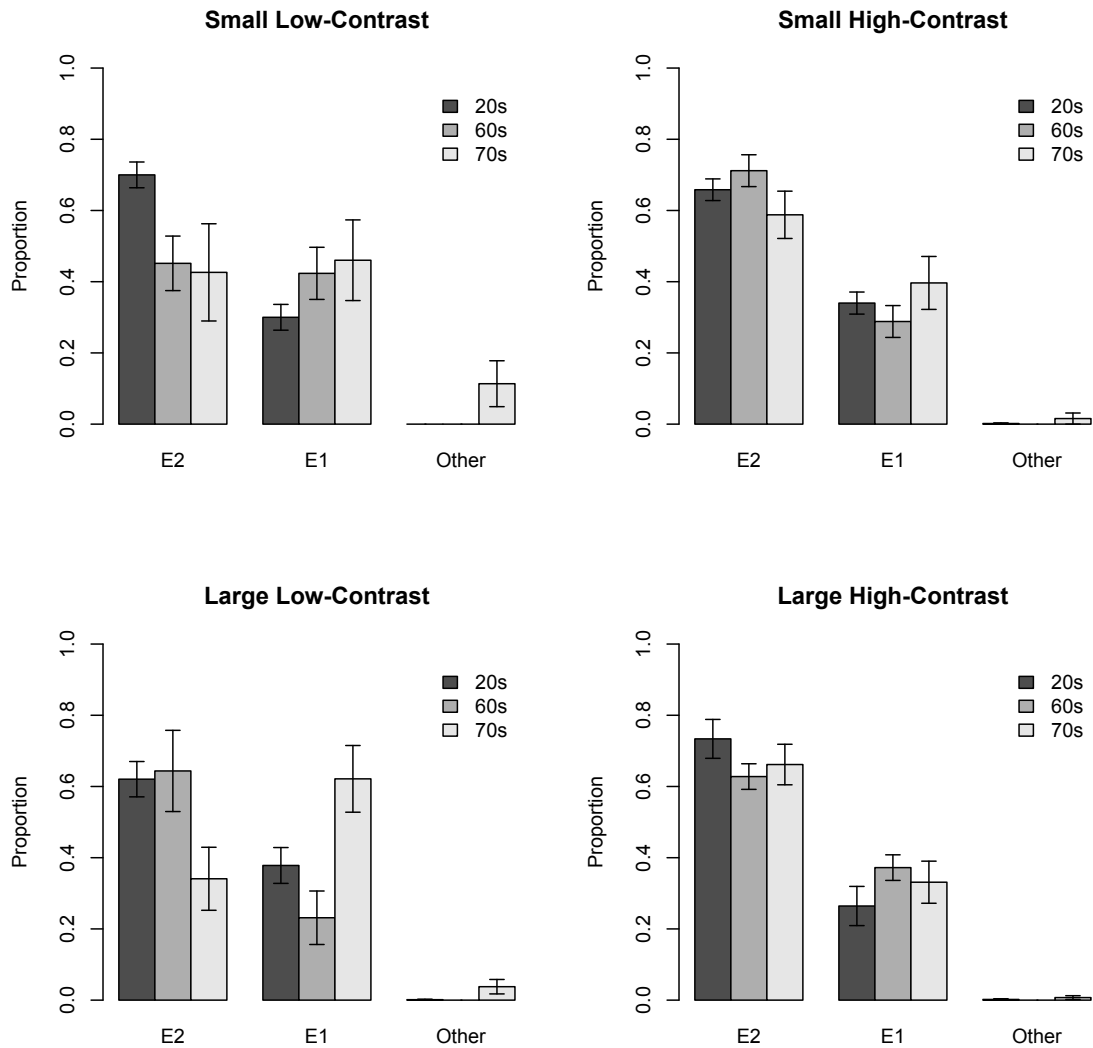 Small Low-Contrast
Proportion
0.0
0.2
0.4
0.6
0.8
1.0
20s
60s
70s
E2
E1
Other
Small High-Contrast
Proportion
0.0
0.2
0.4
0.6
0.8
1.0
20s
60s
70s
E2
E1
Other
Large Low-Contrast
Proportion
0.0
0.2
0.4
0.6
0.8
1.0
20s
60s
70s
E2
E1
Other
Large High-Contrast
Proportion
0.0
0.2
0.4
0.6
0.8
1.0
20s
60s
70s
E2
E1
Other